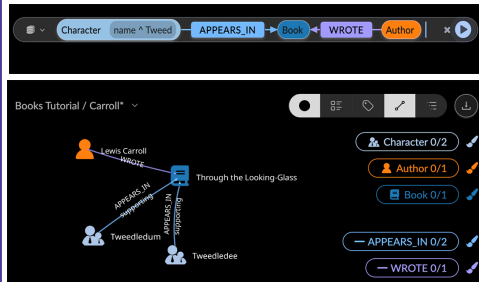 Character name ^ Tweed APPEARS_IN Book WROTE Author
Books Tutorial / Carroll*
Lewis Carroll
WROTE
Through the Looking-Glass
APPEARS_IN
supporting
APPEARS_IN
supporting
Tweedledum
Tweedledee
Character 0/2
Author 0/1
Book 0/1
APPEARS_IN 0/2
WROTE 0/1